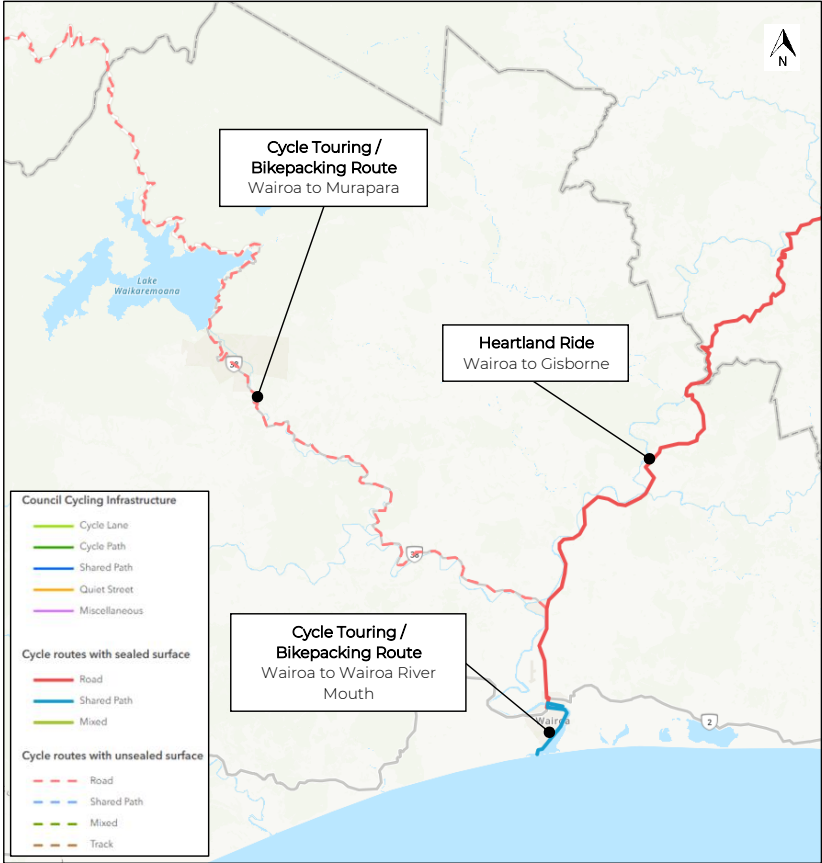 N
Cycle Touring /
Bikepacking Route
Wairoa to Murapara
Lake
Waikaremoana
Heartland Ride
Wairoa to Gisborne
38
38
Council Cycling Infrastructure
Cycle Lane
Cycle Path
Shared Path
Quiet Street
Miscellaneous
Cycle routes with sealed surface
Road
Shared Path
Mixed
Cycle routes with unsealed surface
Road
Shared Path
Mixed
Track
Cycle Touring /
Bikepacking Route
Wairoa to Wairoa River
Mouth
Wairoa
2